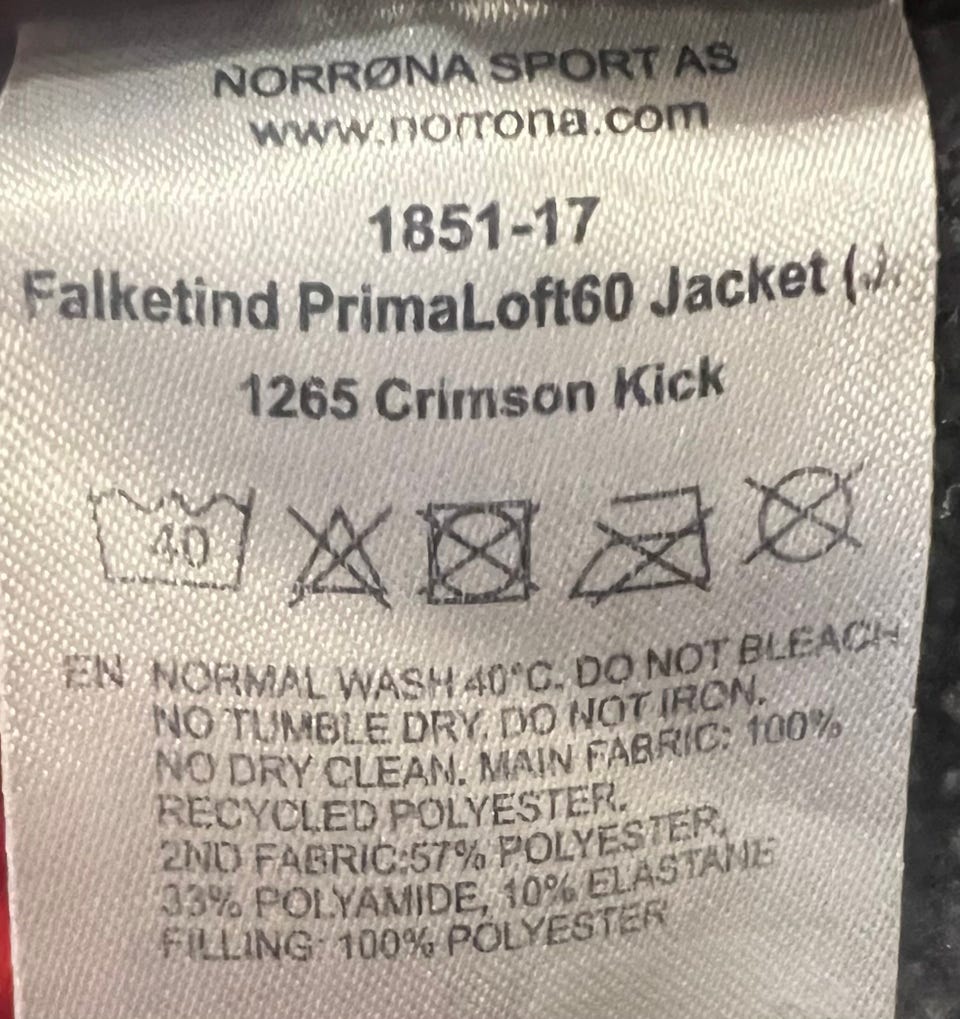 NORRØNA SPORT AS
www.norrona.com
1851-17
Falketind PrimaLoft60 Jacket (
1265 Crimson Kick
40
EN NORMAL WASH 40°C. DO NOT BLEACH
NO TUMBLE DRY. DO NOT IRON.
NO DRY CLEAN. MAIN FABRIC: 100%
RECYCLED POLYESTER.
2ND FABRIC:57% POLYESTER,
33% POLYAMIDE, 10% ELASTANE
FILLING: 100% POLYESTER